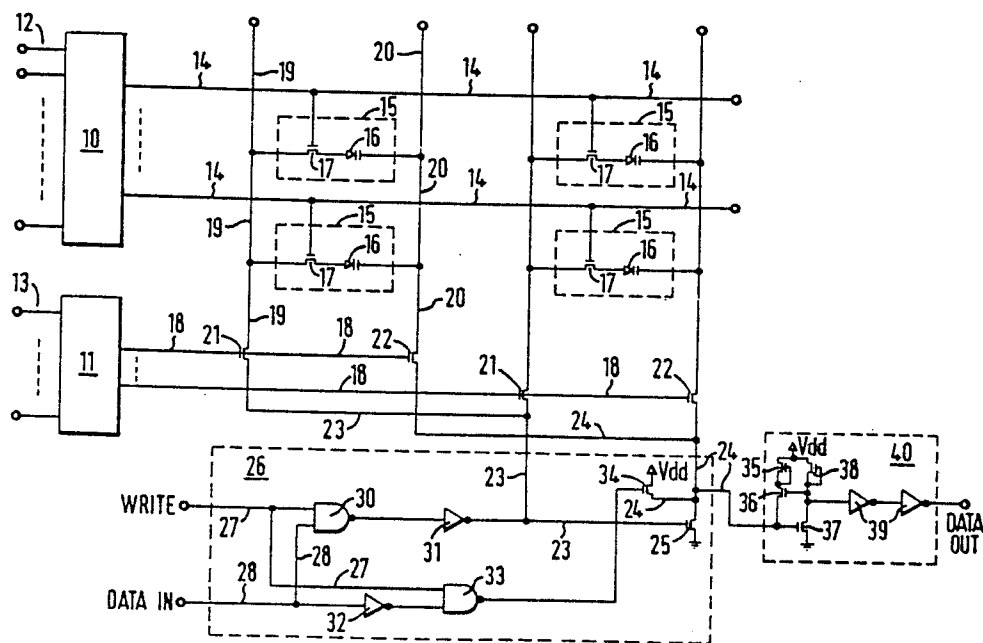 12
19
20
14 14 14
15 15
10
16 16
17 17
20
14 14 14
19
15 15
16 16
17 17
13
19
20
18 21 18 22
11
18 21 18 22
23 24
26
23 34 Vdd 24
35 Vdd 38 40
WRITE 30
36
27
31 23 24 25
28
37 39
DATA OUT
27 33
DATA IN 28
32